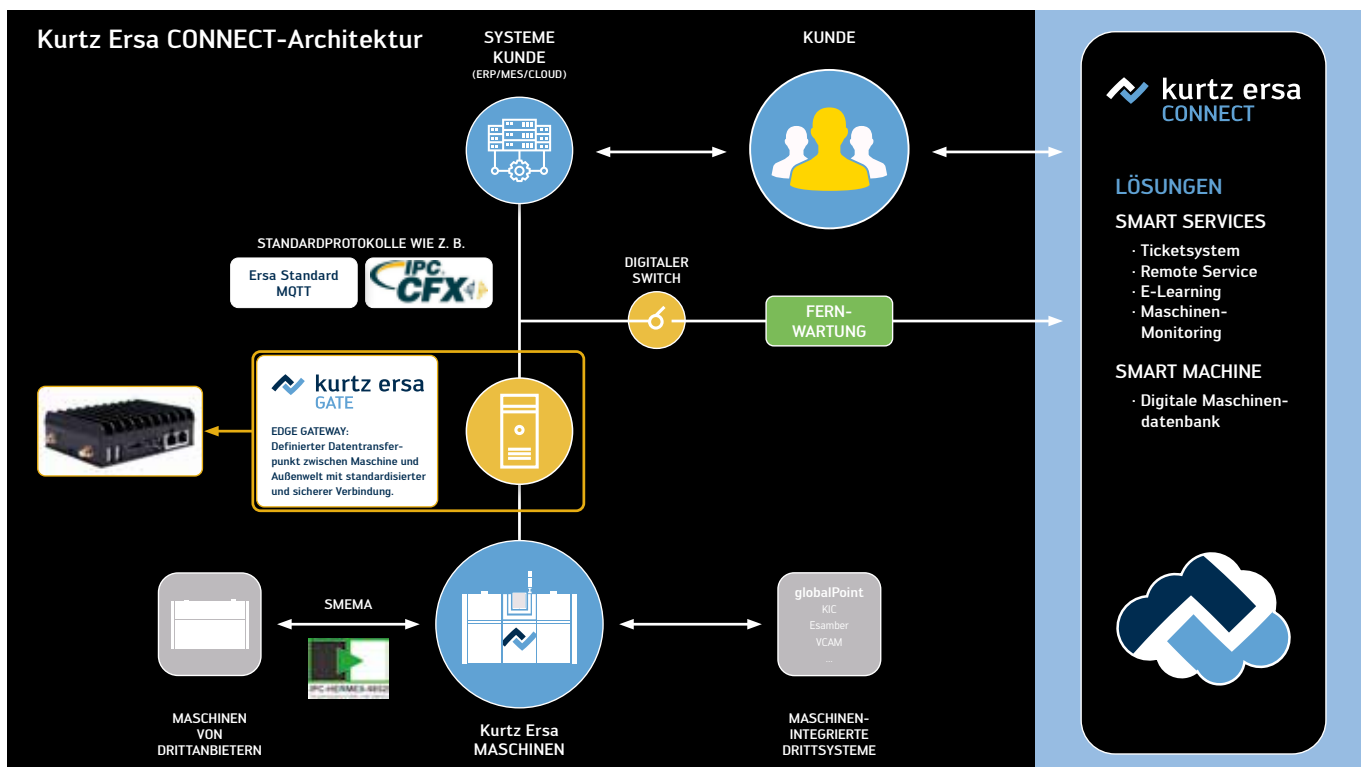 Kurtz Ersa CONNECT-Architektur
SYSTEME
KUNDE
(ERP/MES/CLOUD)
KUNDE
STANDARDPROTOKOLLE WIE Z. B.
Ersa Standard
MQTT
IPC
CFX
DIGITALER
SWITCH
FERN-
WARTUNG
kurtz ersa
GATE
EDGE GATEWAY:
Definierter Datentransfer-
punkt zwischen Maschine und
Außenwelt mit standardisierter
und sicherer Verbindung.
SMEMA
IPC-HERMES-9852
MASCHINEN
VON
DRITTANBIETERN
Kurtz Ersa
MASCHINEN
globalPoint
KIC
Esamber
VCAM
...
MASCHINEN-
INTEGRIERTE
DRITTSYSTEME
kurtz ersa
CONNECT
LÖSUNGEN
SMART SERVICES
· Ticketsystem
· Remote Service
· E-Learning
· Maschinen-
Monitoring
SMART MACHINE
· Digitale Maschinen-
datenbank